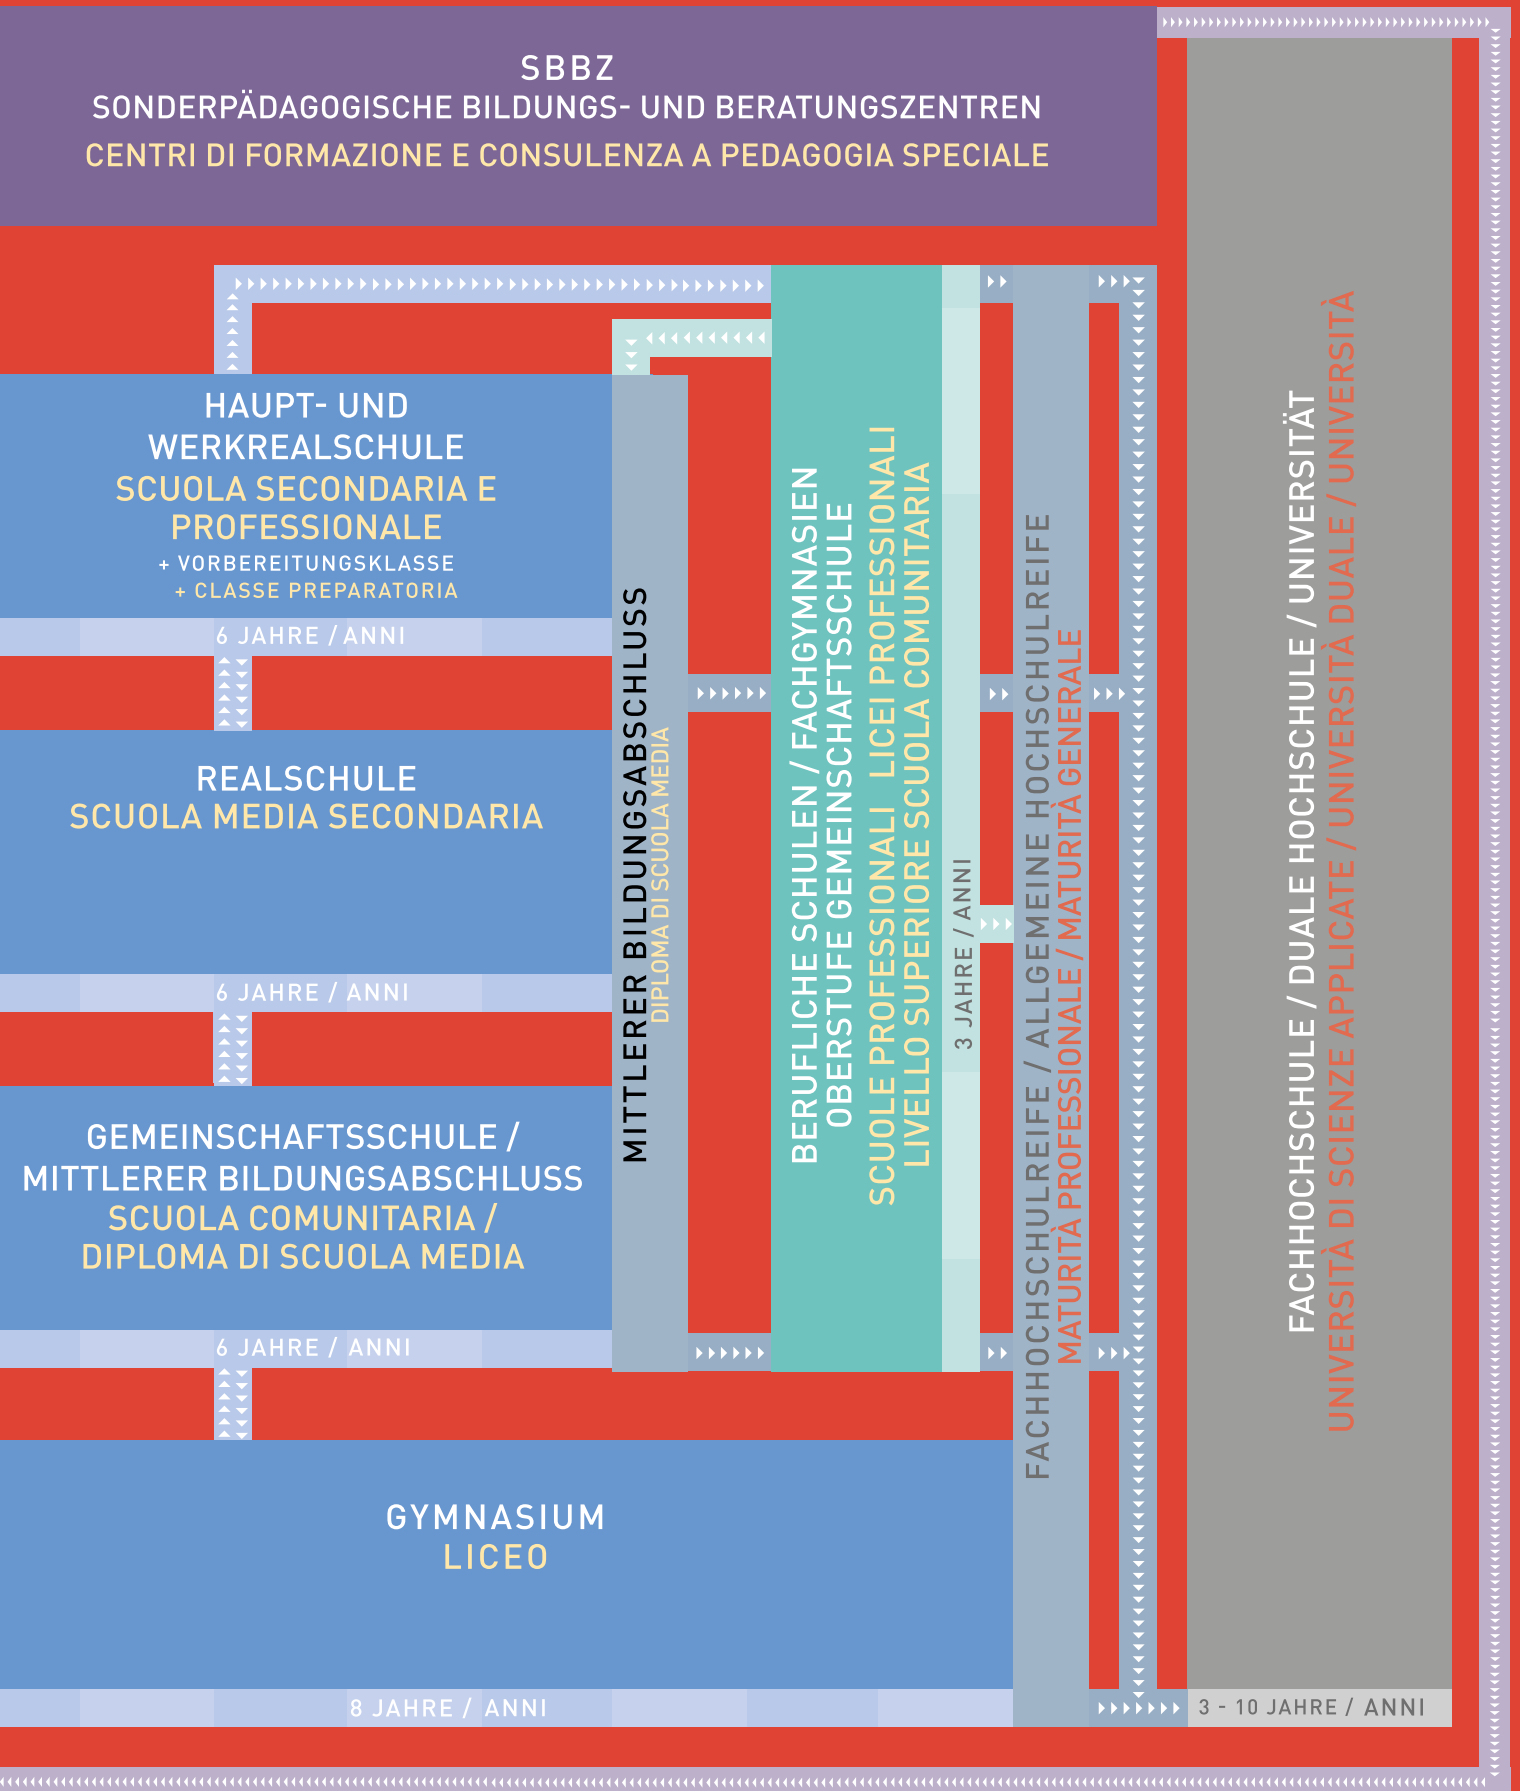 SBBZ
SONDERPÄDAGOGISCHE BILDUNGS- UND BERATUNGSZENTREN
CENTRI DI FORMAZIONE E CONSULENZA A PEDAGOGIA SPECIALE
HAUPT- UND
WERKREALSCHULE
SCUOLA SECONDARIA E
PROFESSIONALE
+ VORBEREITUNGSKLASSE
+ CLASSE PREPARATORIA
6 JAHRE / ANNI
REALSCHULE
SCUOLA MEDIA SECONDARIA
6 JAHRE / ANNI
GEMEINSCHAFTSSCHULE /
MITTLERER BILDUNGSABSCHLUSS
SCUOLA COMUNITARIA /
DIPLOMA DI SCUOLA MEDIA
6 JAHRE / ANNI
GYMNASIUM
LICEO
8 JAHRE / ANNI
MITTLERER BILDUNGSABSCHLUSS
DIPLOMA DI SCUOLA MEDIA
BERUFLICHE SCHULEN / FACHGYMNASIEN
OBERSTUFE GEMEINSCHAFTSSCHULE
SCUOLE PROFESSIONALI LICEI PROFESSIONALI
LIVELLO SUPERIORE SCUOLA COMUNITARIA
3 JAHRE / ANNI
FACHHOCHSCHULREIFE / ALLGEMEINE HOCHSCHULREIFE
MATURITÀ PROFESSIONALE / MATURITÀ GENERALE
FACHHOCHSCHULE / DUALE HOCHSCHULE / UNIVERSITÄT
UNIVERSITÀ DI SCIENZE APPLICATE / UNIVERSITÀ DUALE / UNIVERSITÀ
3 - 10 JAHRE / ANNI